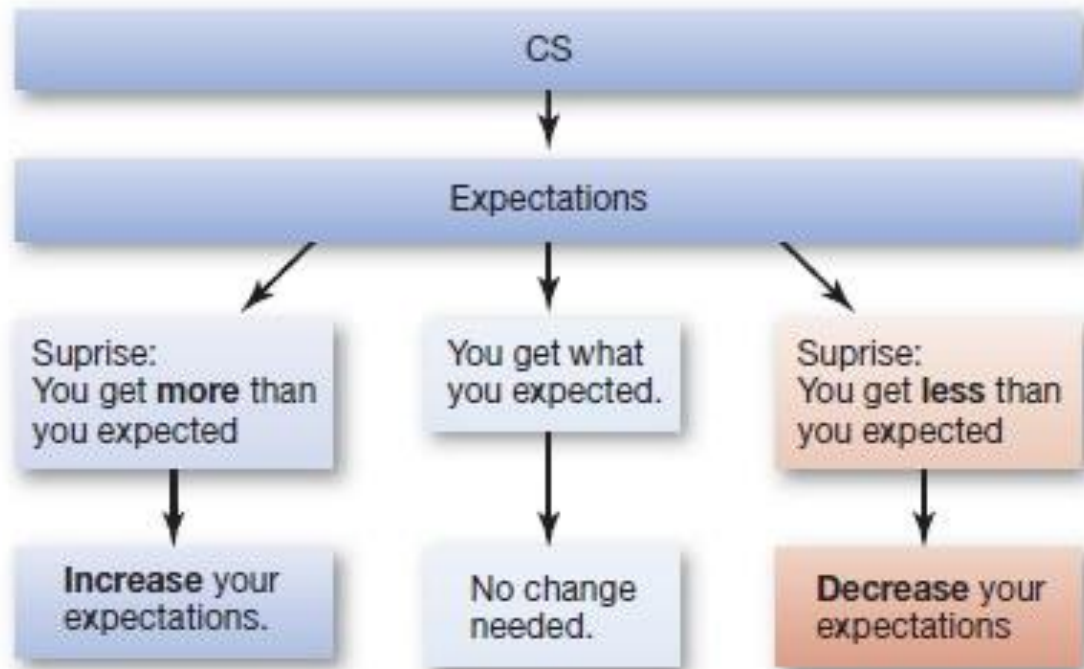 CS
Expectations
Suprise:
You get more than
you expected
You get what
you expected.
Suprise:
You get less than
you expected
Increase your
expectations.
No change
needed.
Decrease your
expectations